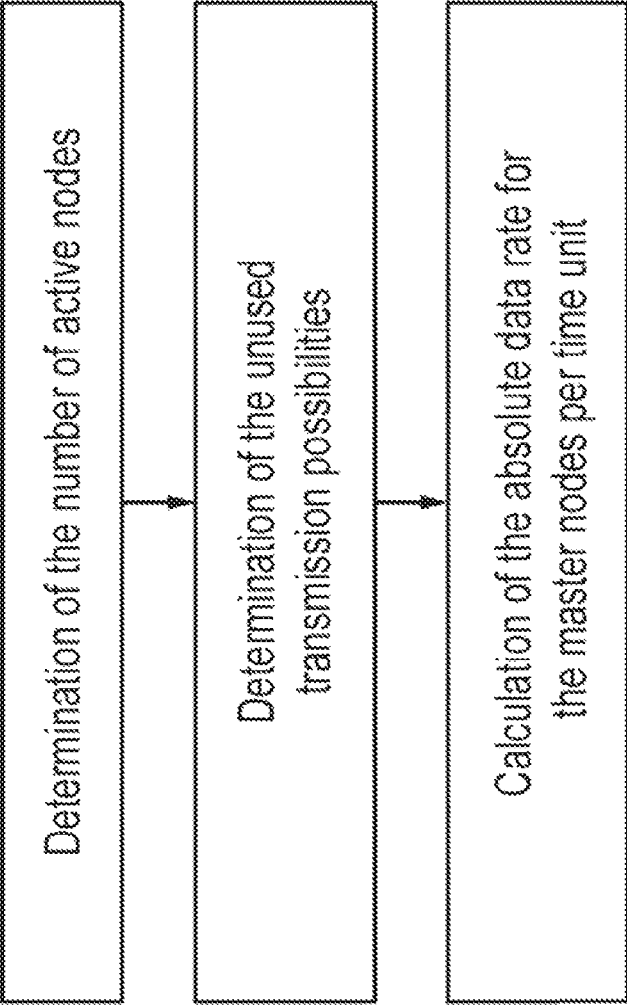 Determination of the number of active nodes
Determination of the unused
transmission possibilities
Calculation of the absolute data rate for
the master nodes per time unit